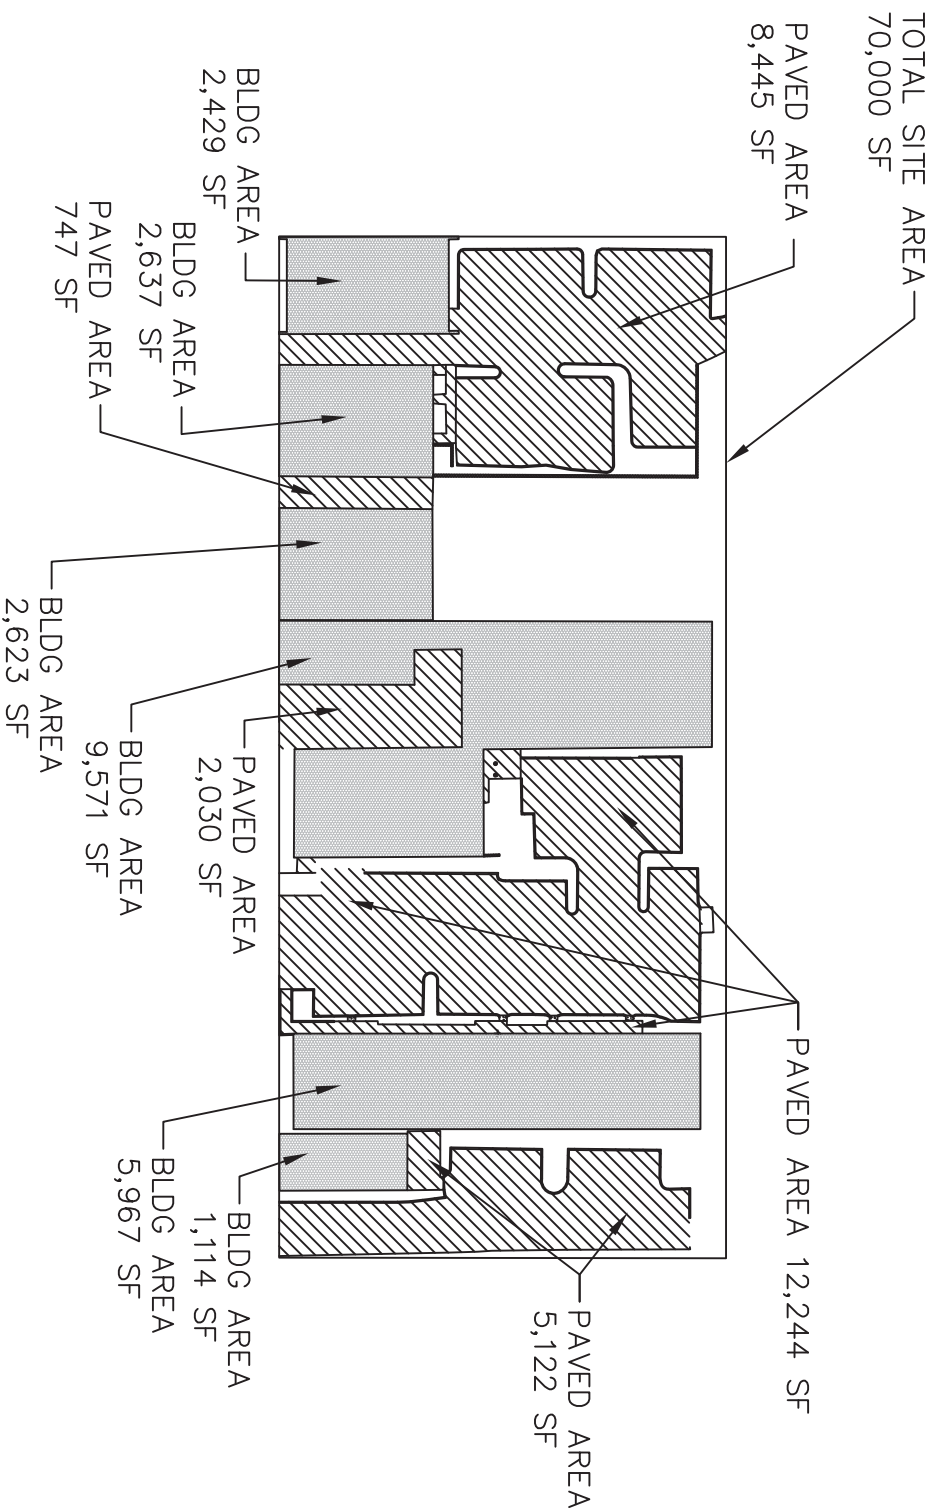 TOTAL SITE AREA
70,000 SF
PAVED AREA
8,445 SF
BLDG AREA
2,429 SF
BLDG AREA
2,637 SF
PAVED AREA
747 SF
BLDG AREA
2,623 SF
BLDG AREA
9,571 SF
PAVED AREA
2,030 SF
PAVED AREA 12,244 SF
BLDG AREA
5,967 SF
BLDG AREA
1,114 SF
PAVED AREA
5,122 SF